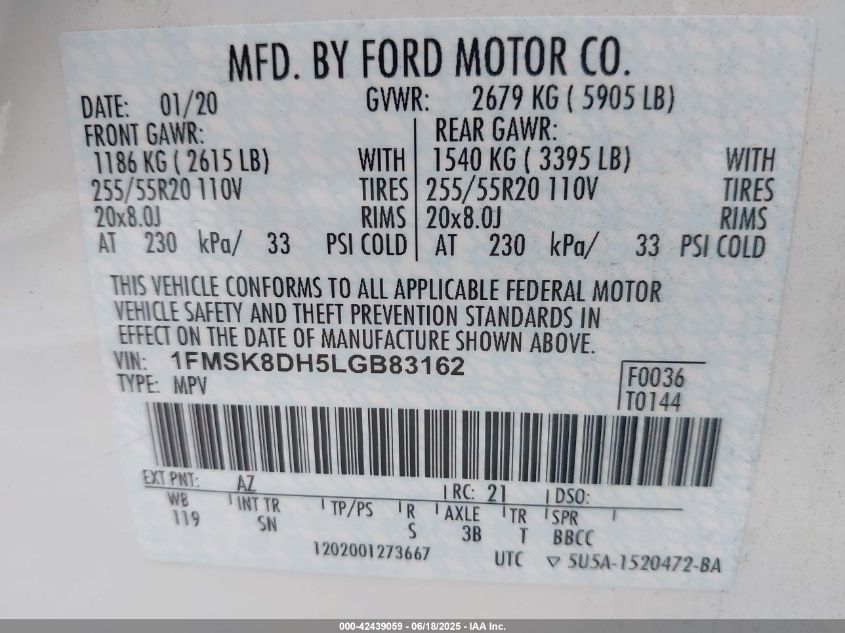 MFD. BY FORD MOTOR CO.
DATE: 01/20 GVWR: 2679 KG ( 5905 LB)
FRONT GAWR: REAR GAWR:
1186 KG ( 2615 LB) WITH 1540 KG ( 3395 LB) WITH
255/55R20 110V TIRES 255/55R20 110V TIRES
20x8.0J RIMS 20x8.0J RIMS
AT 230 kPa/ 33 PSI COLD AT 230 kPa/ 33 PSI COLD
THIS VEHICLE CONFORMS TO ALL APPLICABLE FEDERAL MOTOR
VEHICLE SAFETY AND THEFT PREVENTION STANDARDS IN
EFFECT ON THE DATE OF MANUFACTURE SHOWN ABOVE.
VIN: 1FMSK8DH5LGB83162
TYPE: MPV
F0036
T0144
EXT PNT: AZ RC: 21 DSO:
WB INT TR TP/PS R AXLE TR SPR
119 SN S 3B T BBCC
1202001273667 UTC ▽ 5U5A-1520472-BA
000-42439059 - 06/18/2025 - IAA Inc.